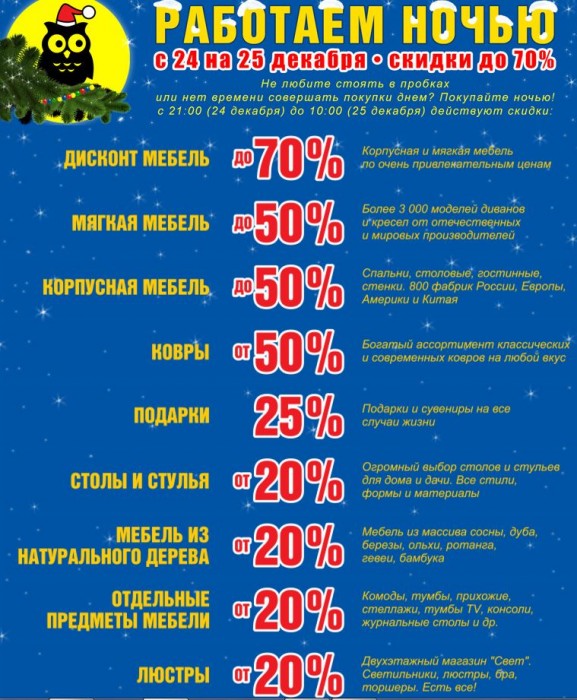 РАБОТАЕМ НОЧЬЮ
с 24 на 25 декабря • скидки до 70%
Не любите стоять в пробках
или нет времени совершать покупки днем? Покупайте ночью!
с 21:00 (24 декабря) до 10:00 (25 декабря) действуют скидки:
ДИСКОНТ МЕБЕЛЬ
до 70%
Корпусная и мягкая мебель
по очень привлекательным ценам
МЯГКАЯ МЕБЕЛЬ
до 50%
Более 3 000 моделей диванов
и кресел от отечественных
и мировых производителей
КОРПУСНАЯ МЕБЕЛЬ
до 50%
Спальни, столовые, гостинные,
стенки. 800 фабрик России, Европы,
Америки и Китая
КОВРЫ
от 50%
Богатый ассортимент классических
и современных ковров на любой вкус
ПОДАРКИ
25%
Подарки и сувениры на все
случаи жизни
СТОЛЫ И СТУЛЬЯ
от 20%
Огромный выбор столов и стульев
для дома и дачи. Все стили,
формы и материалы
МЕБЕЛЬ ИЗ
НАТУРАЛЬНОГО ДЕРЕВА
от 20%
Мебель из массива сосны, дуба,
березы, ольхи, ротанга,
гевеи, бамбука
ОТДЕЛЬНЫЕ
ПРЕДМЕТЫ МЕБЕЛИ
от 20%
Комоды, тумбы, прихожие,
стеллажи, тумбы TV, консоли,
журнальные столы и др.
ЛЮСТРЫ
от 20%
Двухэтажный магазин "Свет".
Светильники, люстры, бра,
торшеры. Есть все!